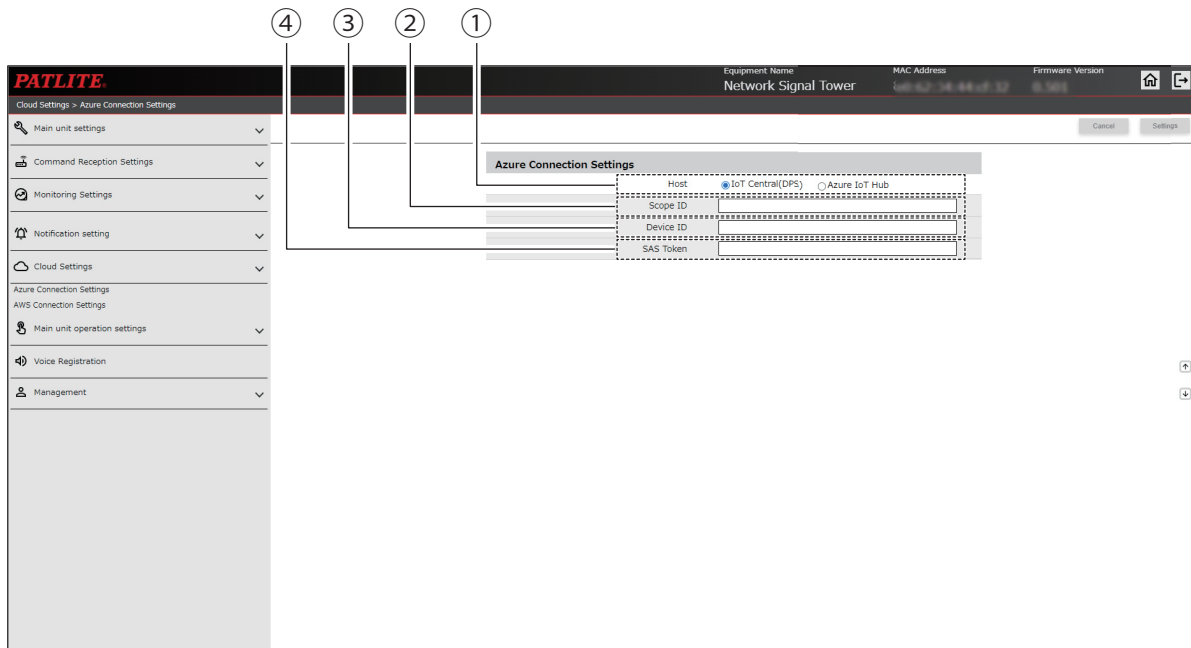 ④ ③ ② ①
PATLITE
Equipment Name
Network Signal Tower
MAC Address
Firmware Version
Cloud Settings > Azure Connection Settings
Main unit settings
Cancel
Settings
Command Reception Settings
Monitoring Settings
Notification setting
Cloud Settings
Azure Connection Settings
AWS Connection Settings
Main unit operation settings
Voice Registration
Management
Azure Connection Settings
Host IoT Central(DPS) Azure IoT Hub
Scope ID
Device ID
SAS Token